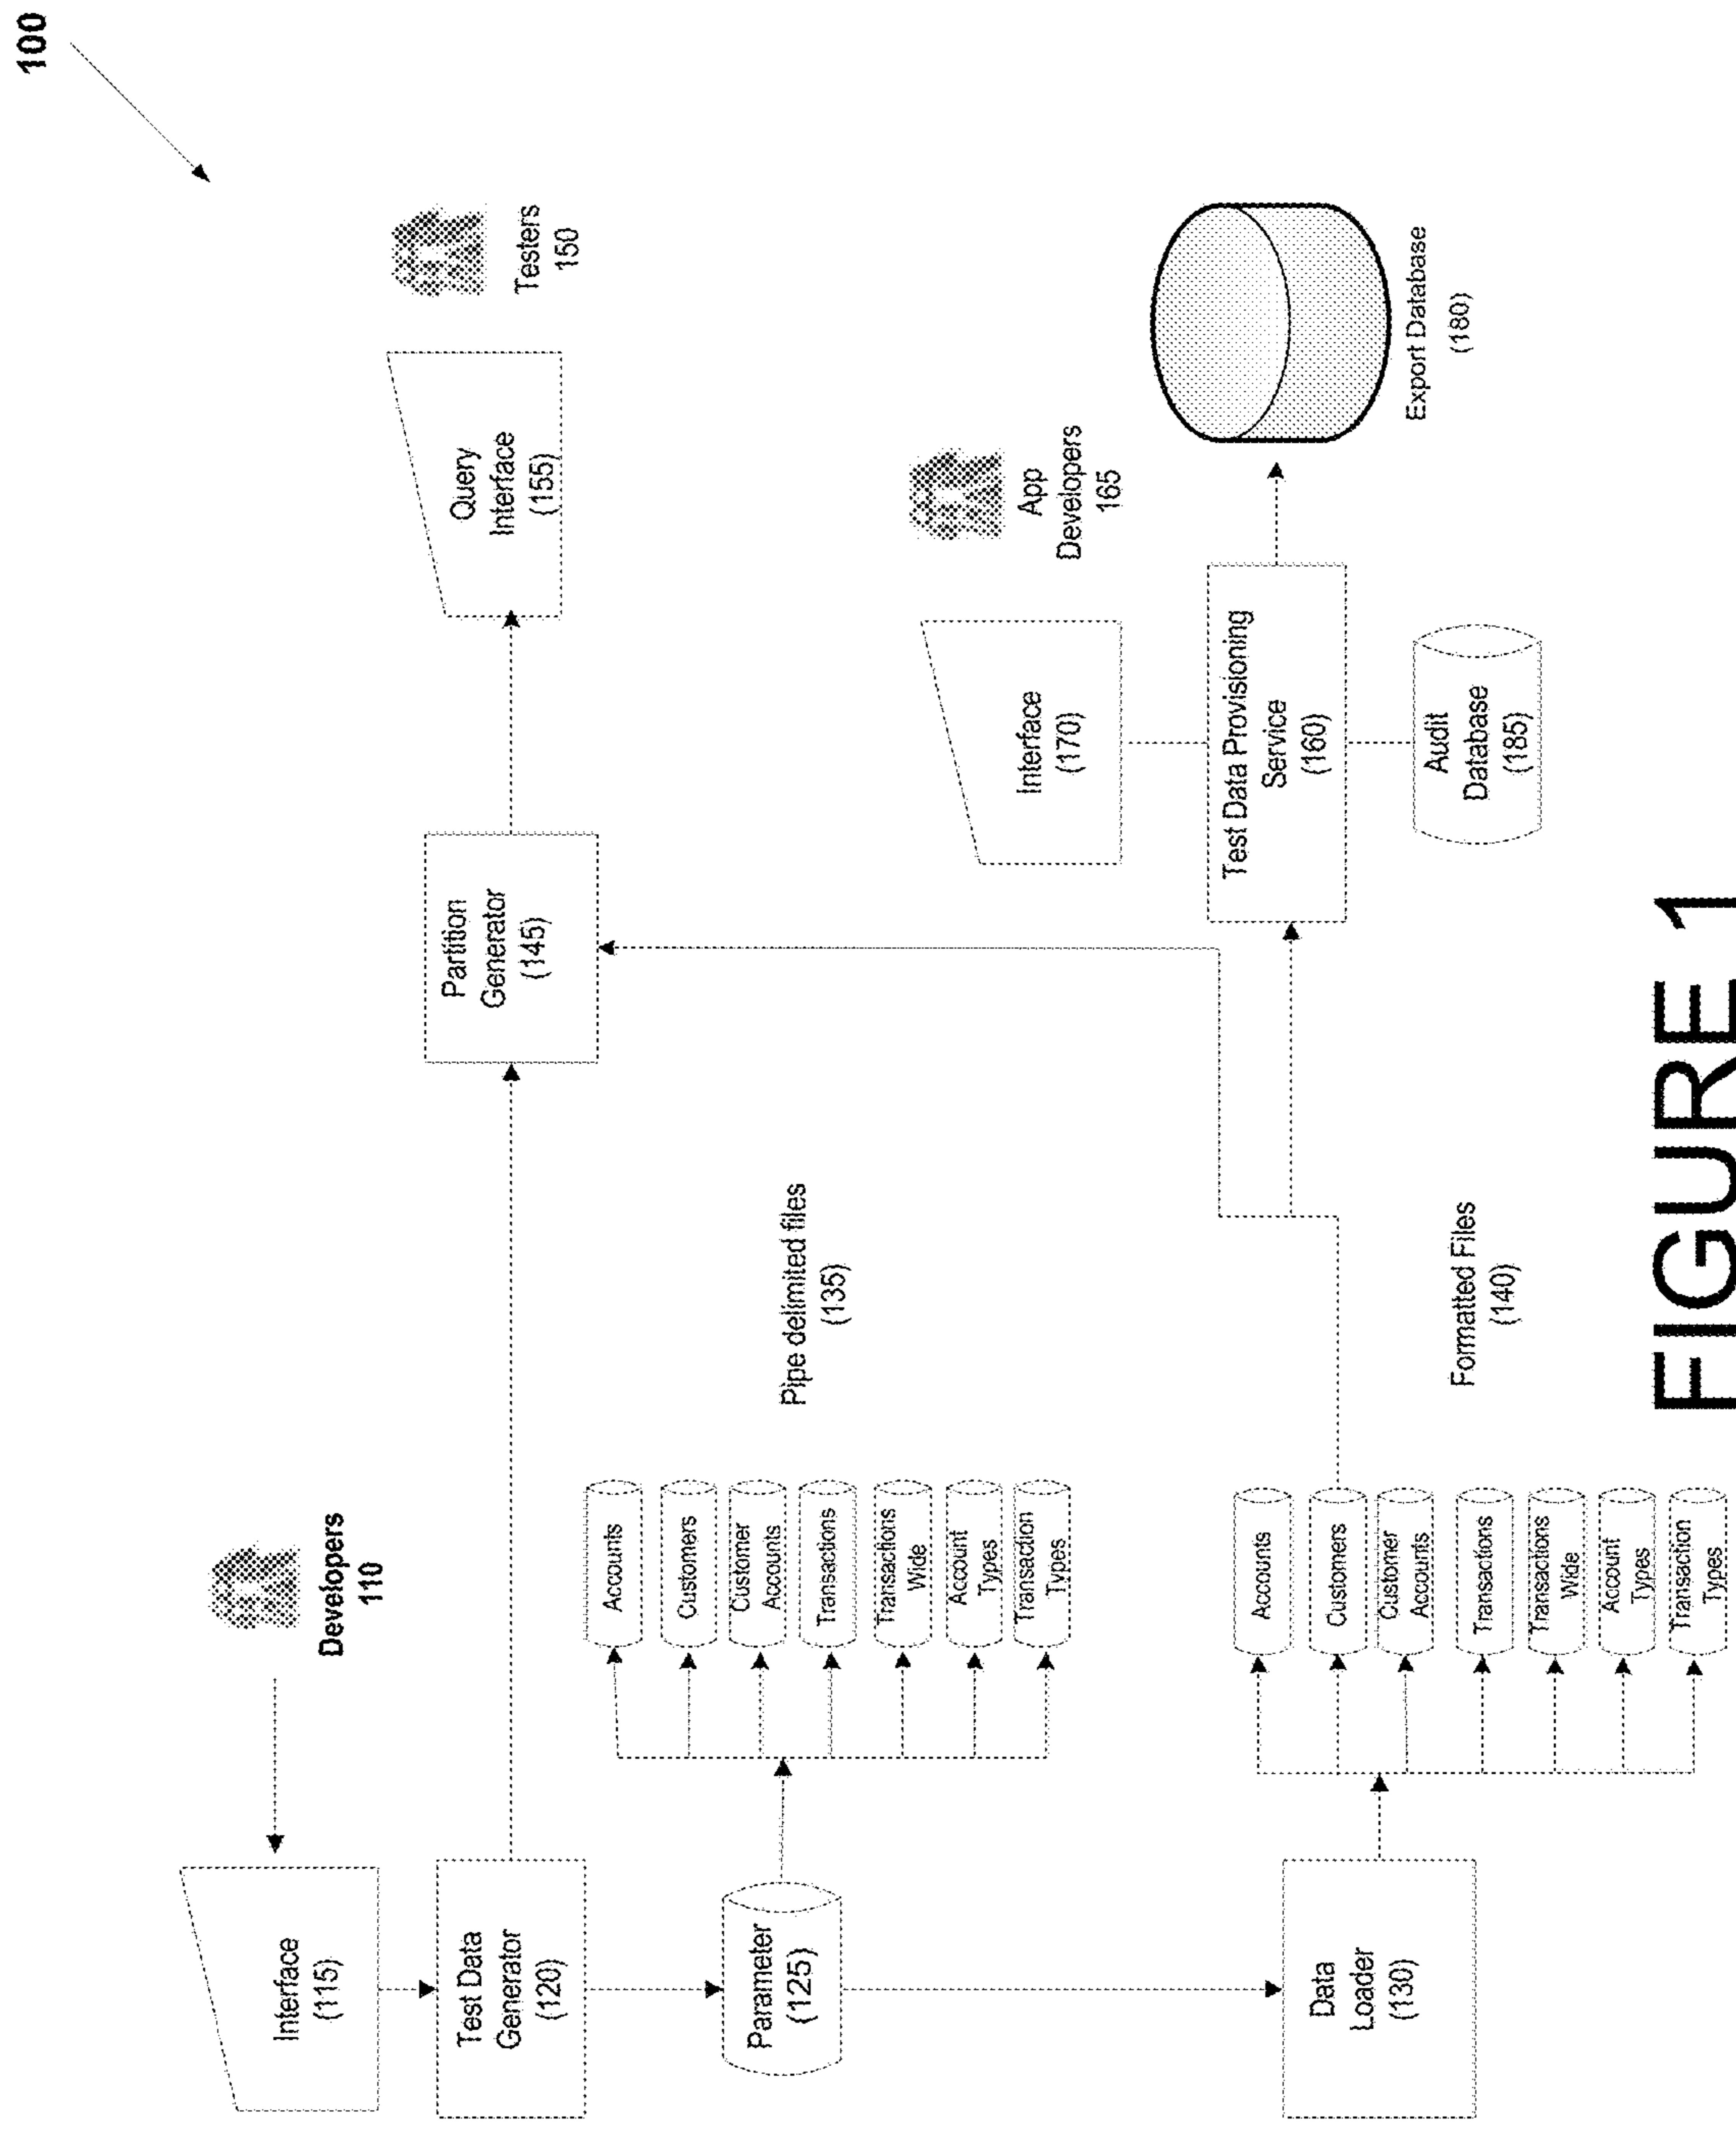 100
Developers
110
Interface
(115)
Test Data
Generator
(120)
Partition
Generator
(145)
Query
Interface
(155)
Testers
150
Parameter
(125)
Accounts
Customers
Customer
Accounts
Transactions
Transactions
Wide
Account
Types
Transaction
Types
Pipe delimited files
(135)
Interface
(170)
App
Developers
165
Data
Loader
(130)
Accounts
Customers
Customer
Accounts
Transactions
Transactions
Wide
Account
Types
Transaction
Types
Formatted Files
(140)
Test Data Provisioning
Service
(160)
Audit
Database
(185)
Export Database
(180)
FIGURE 1